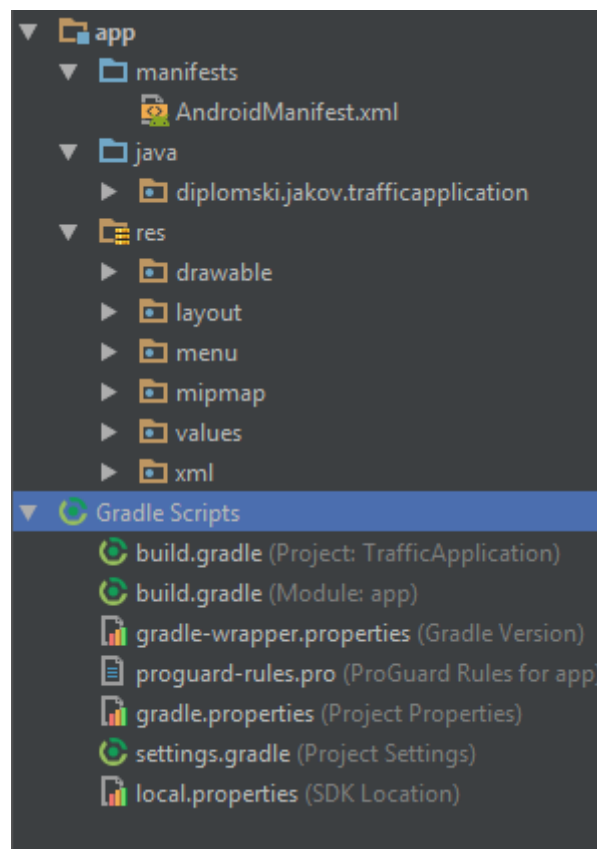 app
manifests
AndroidManifest.xml
java
diplomski.jakov.trafficapplication
res
drawable
layout
menu
mipmap
values
xml
Gradle Scripts
build.gradle (Project: TrafficApplication)
build.gradle (Module: app)
gradle-wrapper.properties (Gradle Version)
proguard-rules.pro (ProGuard Rules for app)
gradle.properties (Project Properties)
settings.gradle (Project Settings)
local.properties (SDK Location)